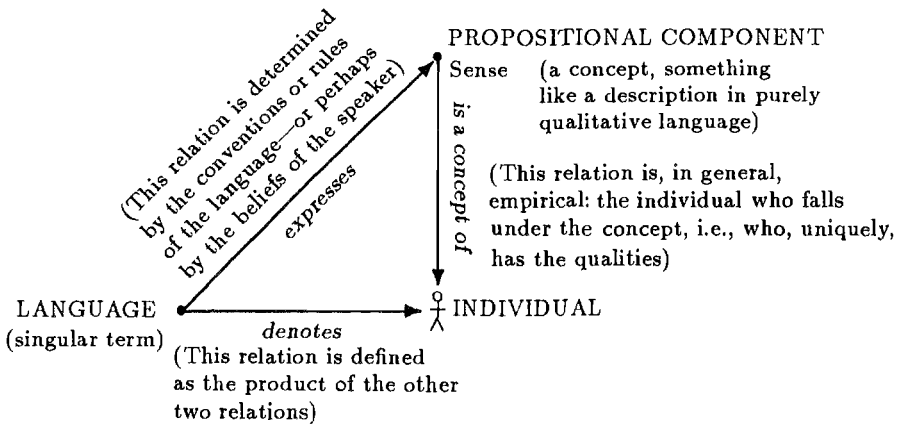 (This relation is determined
by the conventions or rules
of the language—or perhaps
by the beliefs of the speaker)
expresses
PROPOSITIONAL COMPONENT
Sense (a concept, something
like a description in purely
qualitative language)
is a concept of
(This relation is, in general,
empirical: the individual who falls
under the concept, i.e., who, uniquely,
has the qualities)
LANGUAGE
(singular term)
INDIVIDUAL
denotes
(This relation is defined
as the product of the other
two relations)